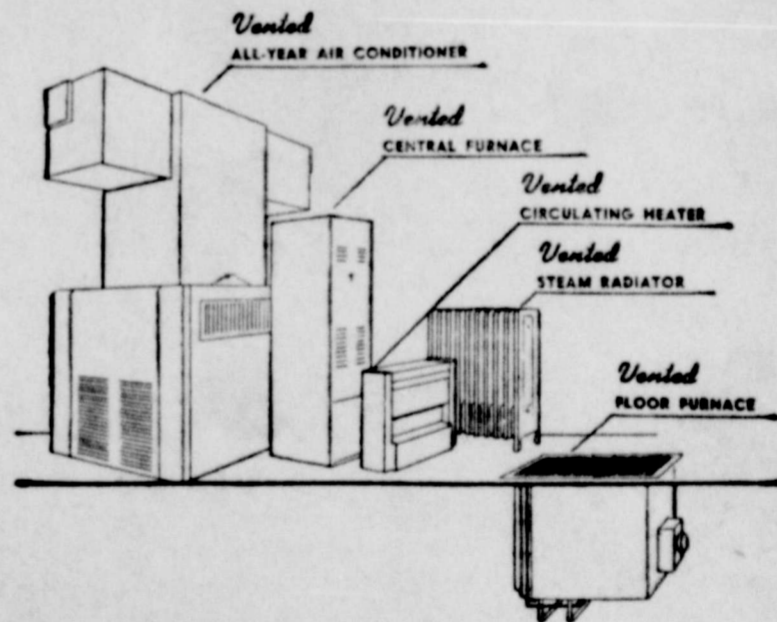 Vented
ALL-YEAR AIR CONDITIONER
Vented
CENTRAL FURNACE
Vented
CIRCULATING HEATER
Vented
STEAM RADIATOR
Vented
FLOOR FURNACE